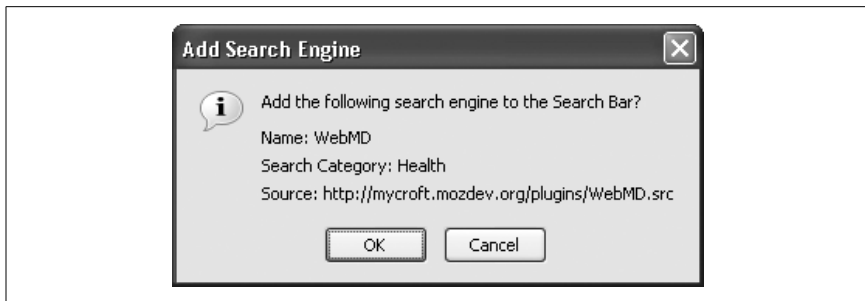 Add Search Engine
Add the following search engine to the Search Bar?
Name: WebMD
Search Category: Health
Source: http://mycroft.mozdev.org/plugins/WebMD.src
OK
Cancel